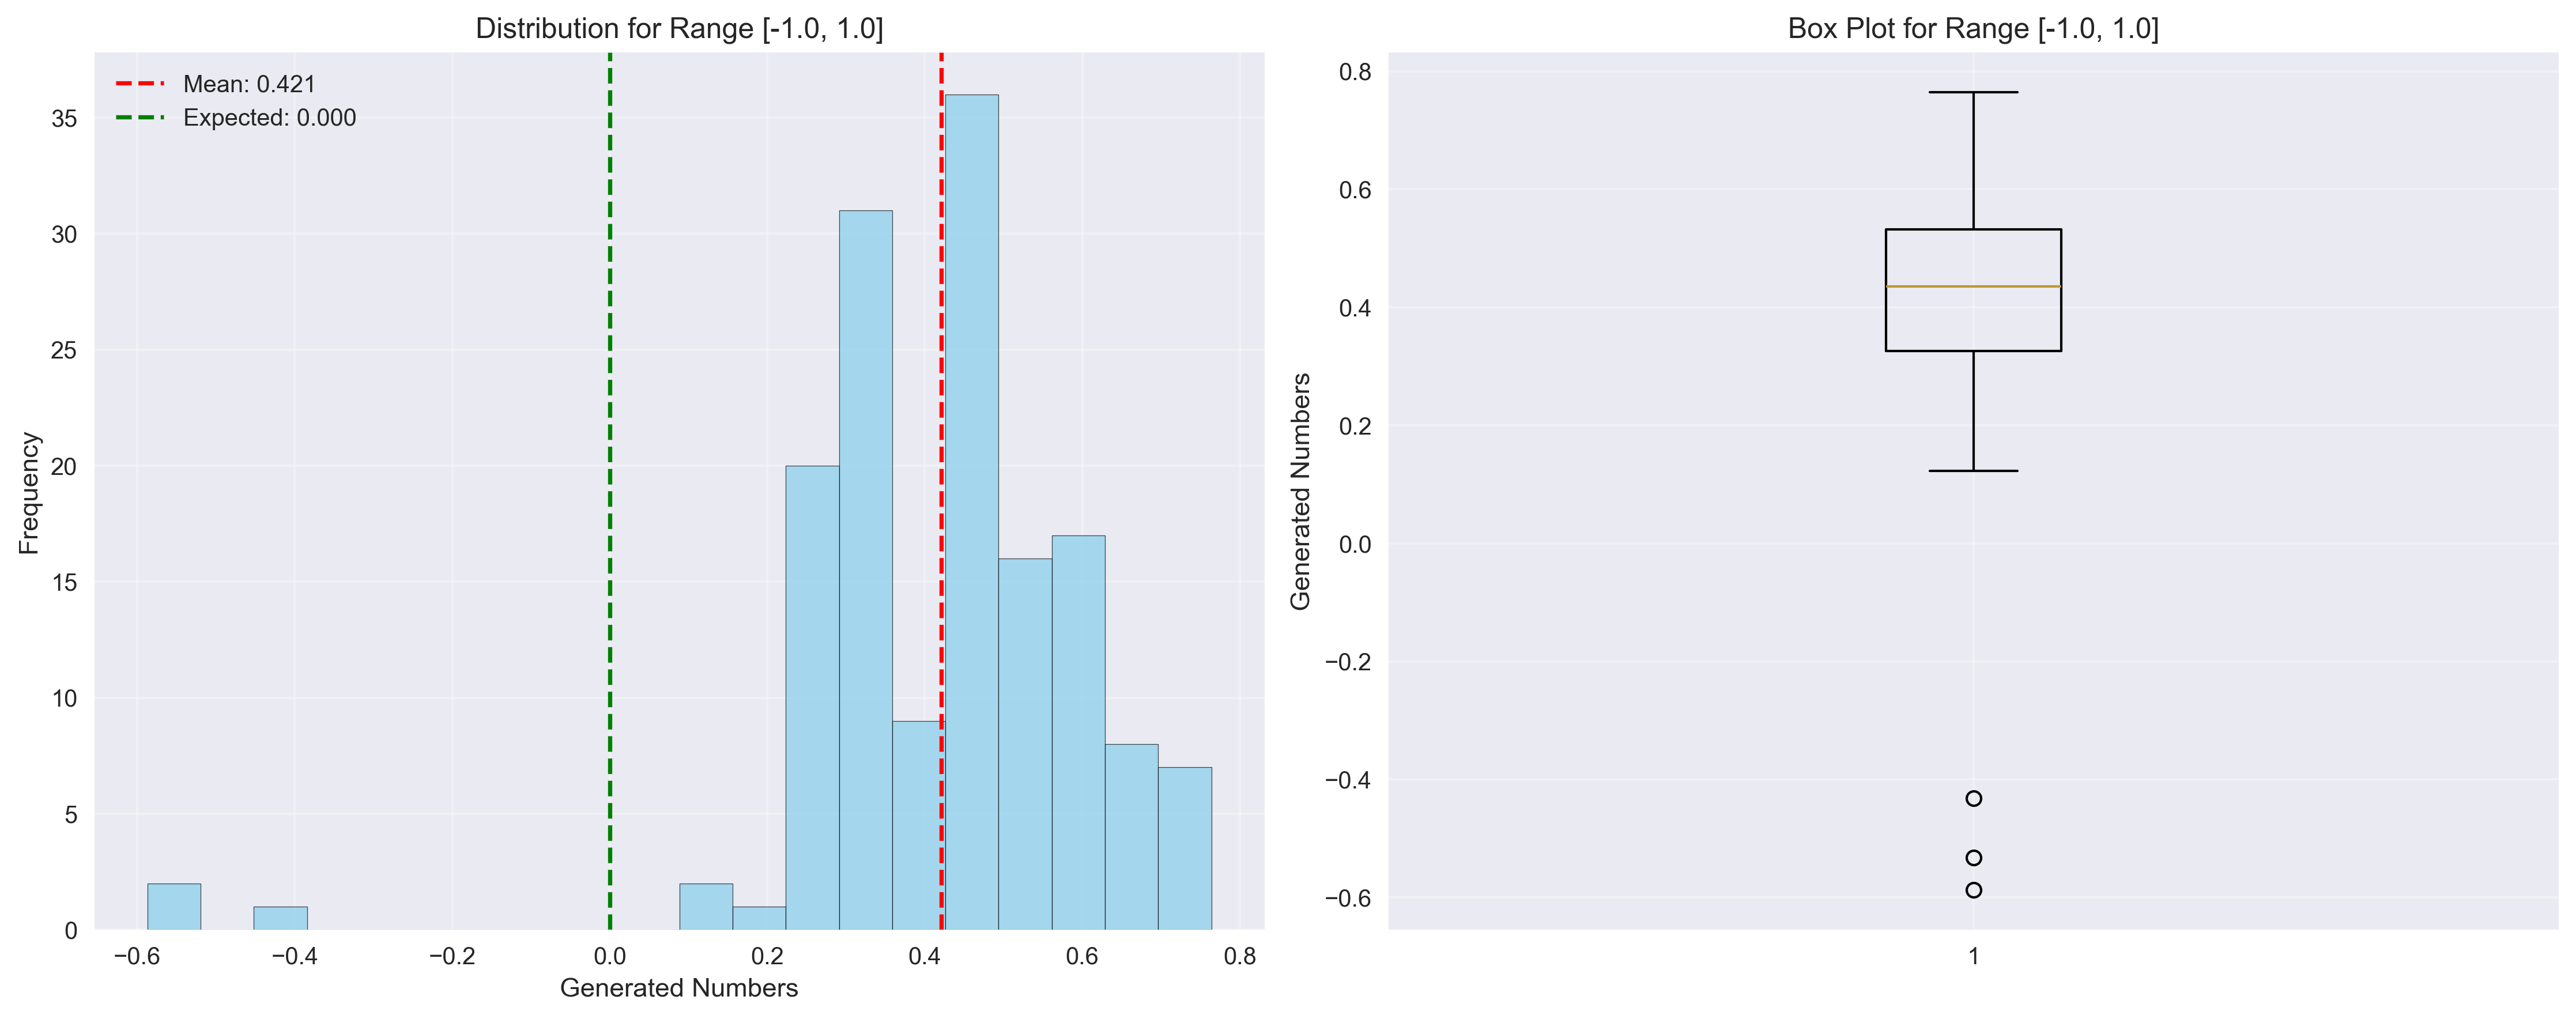 Distribution for Range [-1.0, 1.0]
Mean: 0.421
Expected: 0.000
Frequency
35
30
25
20
15
10
5
0
−0.6 −0.4 −0.2 0.0 0.2 0.4 0.6 0.8
Generated Numbers
Box Plot for Range [-1.0, 1.0]
Generated Numbers
0.8
0.6
0.4
0.2
0.0
−0.2
−0.4
−0.6
1